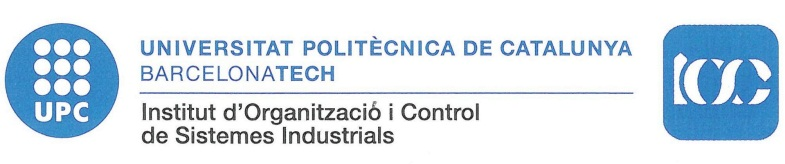 UPC
UNIVERSITAT POLITÈCNICA DE CATALUNYA
BARCELONATECH
Institut d'Organització i Control
de Sistemes Industrials
IOC